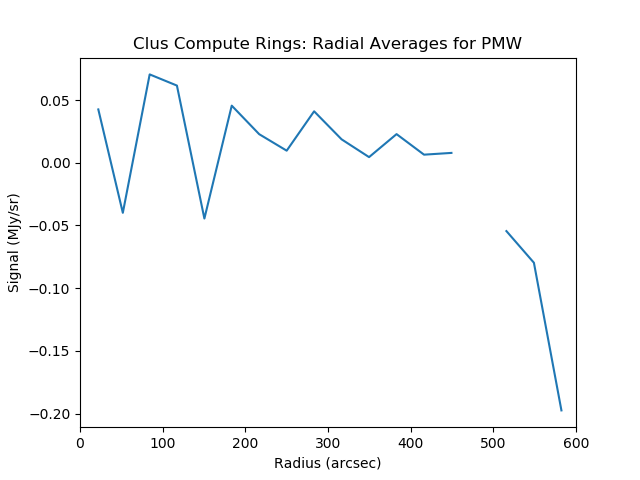 Clus Compute Rings: Radial Averages for PMW
0.05
0.00
−0.05
−0.10
−0.15
−0.20
Signal (MJy/sr)
0 100 200 300 400 500 600
Radius (arcsec)